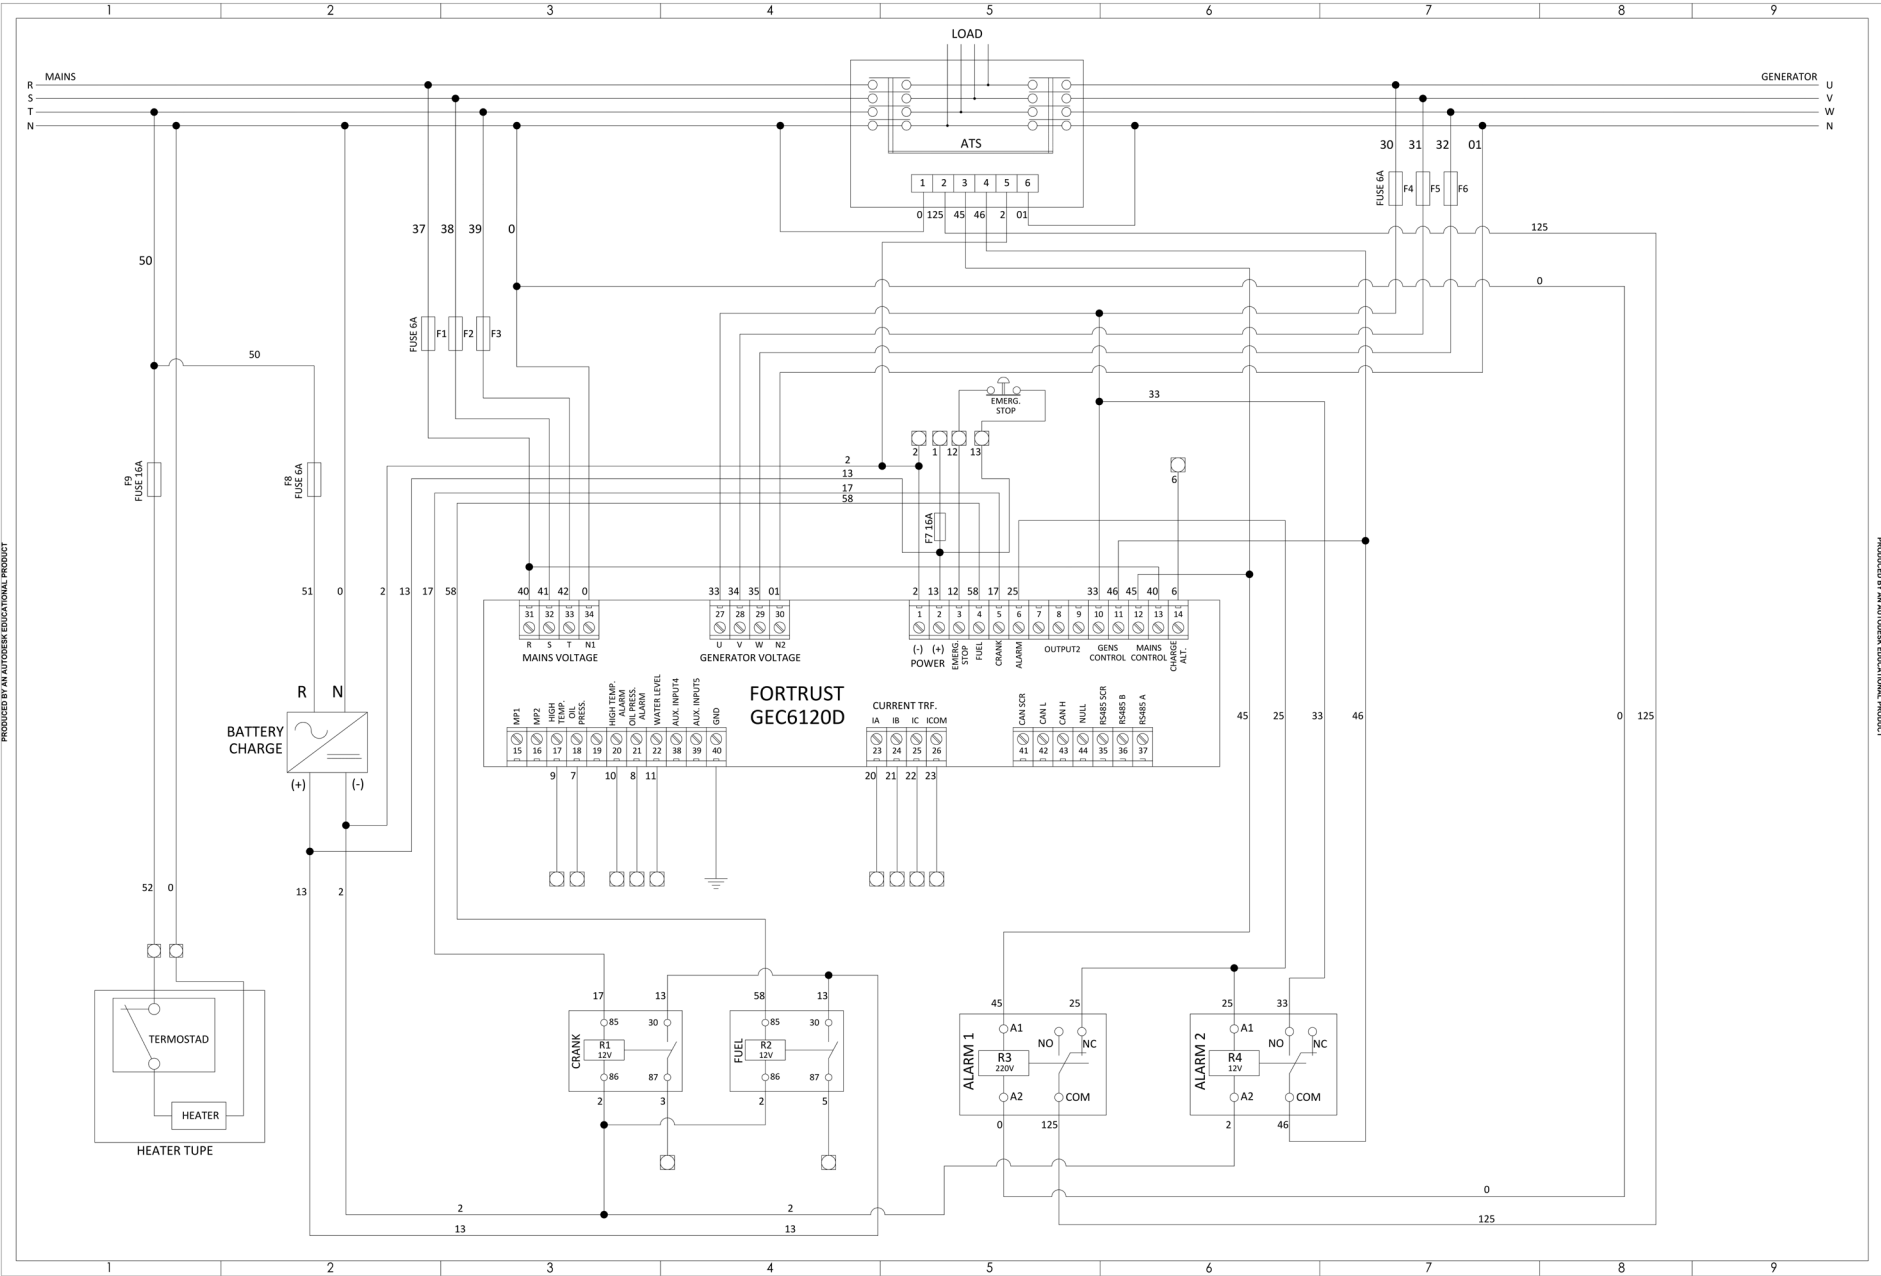 1 2 3 4 5 6 7 8 9
LOAD
MAINS
GENERATOR
R
S
T
N
U
V
W
N
ATS
1 2 3 4 5 6
0 125 45 46 2 01
30 31 32 01
FUSE 6A
F4 F5 F6
37 38 39 0
125
50
0
FUSE 6A
F1 F2 F3
50
EMERG.
STOP
33
2 1 12 13
2
13
17
58
6
F9
FUSE 16A
F8
FUSE 6A
F7 16A
51 0 2 13 17 58
40 41 42 0
33 34 35 01
2 13 12 58 17 25
33 46 45 40 6
31 32 33 34
27 28 29 30
1 2 3 4 5 6 7 8 9 10 11 12 13 14
R S T N1
MAINS VOLTAGE
U V W N2
GENERATOR VOLTAGE
(-) (+)
POWER
EMERG.
STOP
FUEL
CRANK
ALARM
OUTPUT2
GENS
CONTROL
MAINS
CONTROL
CHARGE
ALT.
FORTRUST
GEC6120D
MP1
MP2
HIGH
TEMP.
OIL
PRESS.
HIGH TEMP.
ALARM
OIL PRESS.
ALARM
WATER LEVEL
AUX. INPUT4
AUX. INPUT5
GND
CURRENT TRF.
IA IB IC ICOM
CAN SCR
CAN L
CAN H
NULL
RS485 SCR
RS485 B
RS485 A
15 16 17 18 19 20 21 22 38 39 40
23 24 25 26
41 42 43 44 35 36 37
9 7 10 8 11
20 21 22 23
R N
BATTERY
CHARGE
(+) (-)
45 25 33 46
0 125
52 0
13 2
TERMOSTAD
HEATER
HEATER TUPE
17 13
CRANK
85 30
R1
12V
86 87
2 3
58 13
FUEL
85 30
R2
12V
86 87
2 5
45 25
ALARM 1
A1
NO NC
R3
220V
A2 COM
0 125
25 33
ALARM 2
A1
NO NC
R4
12V
A2 COM
2 46
0
2 2
125
13 13
1 2 3 4 5 6 7 8 9
PRODUCED BY AN AUTODESK EDUCATIONAL PRODUCT
PRODUCED BY AN AUTODESK EDUCATIONAL PRODUCT